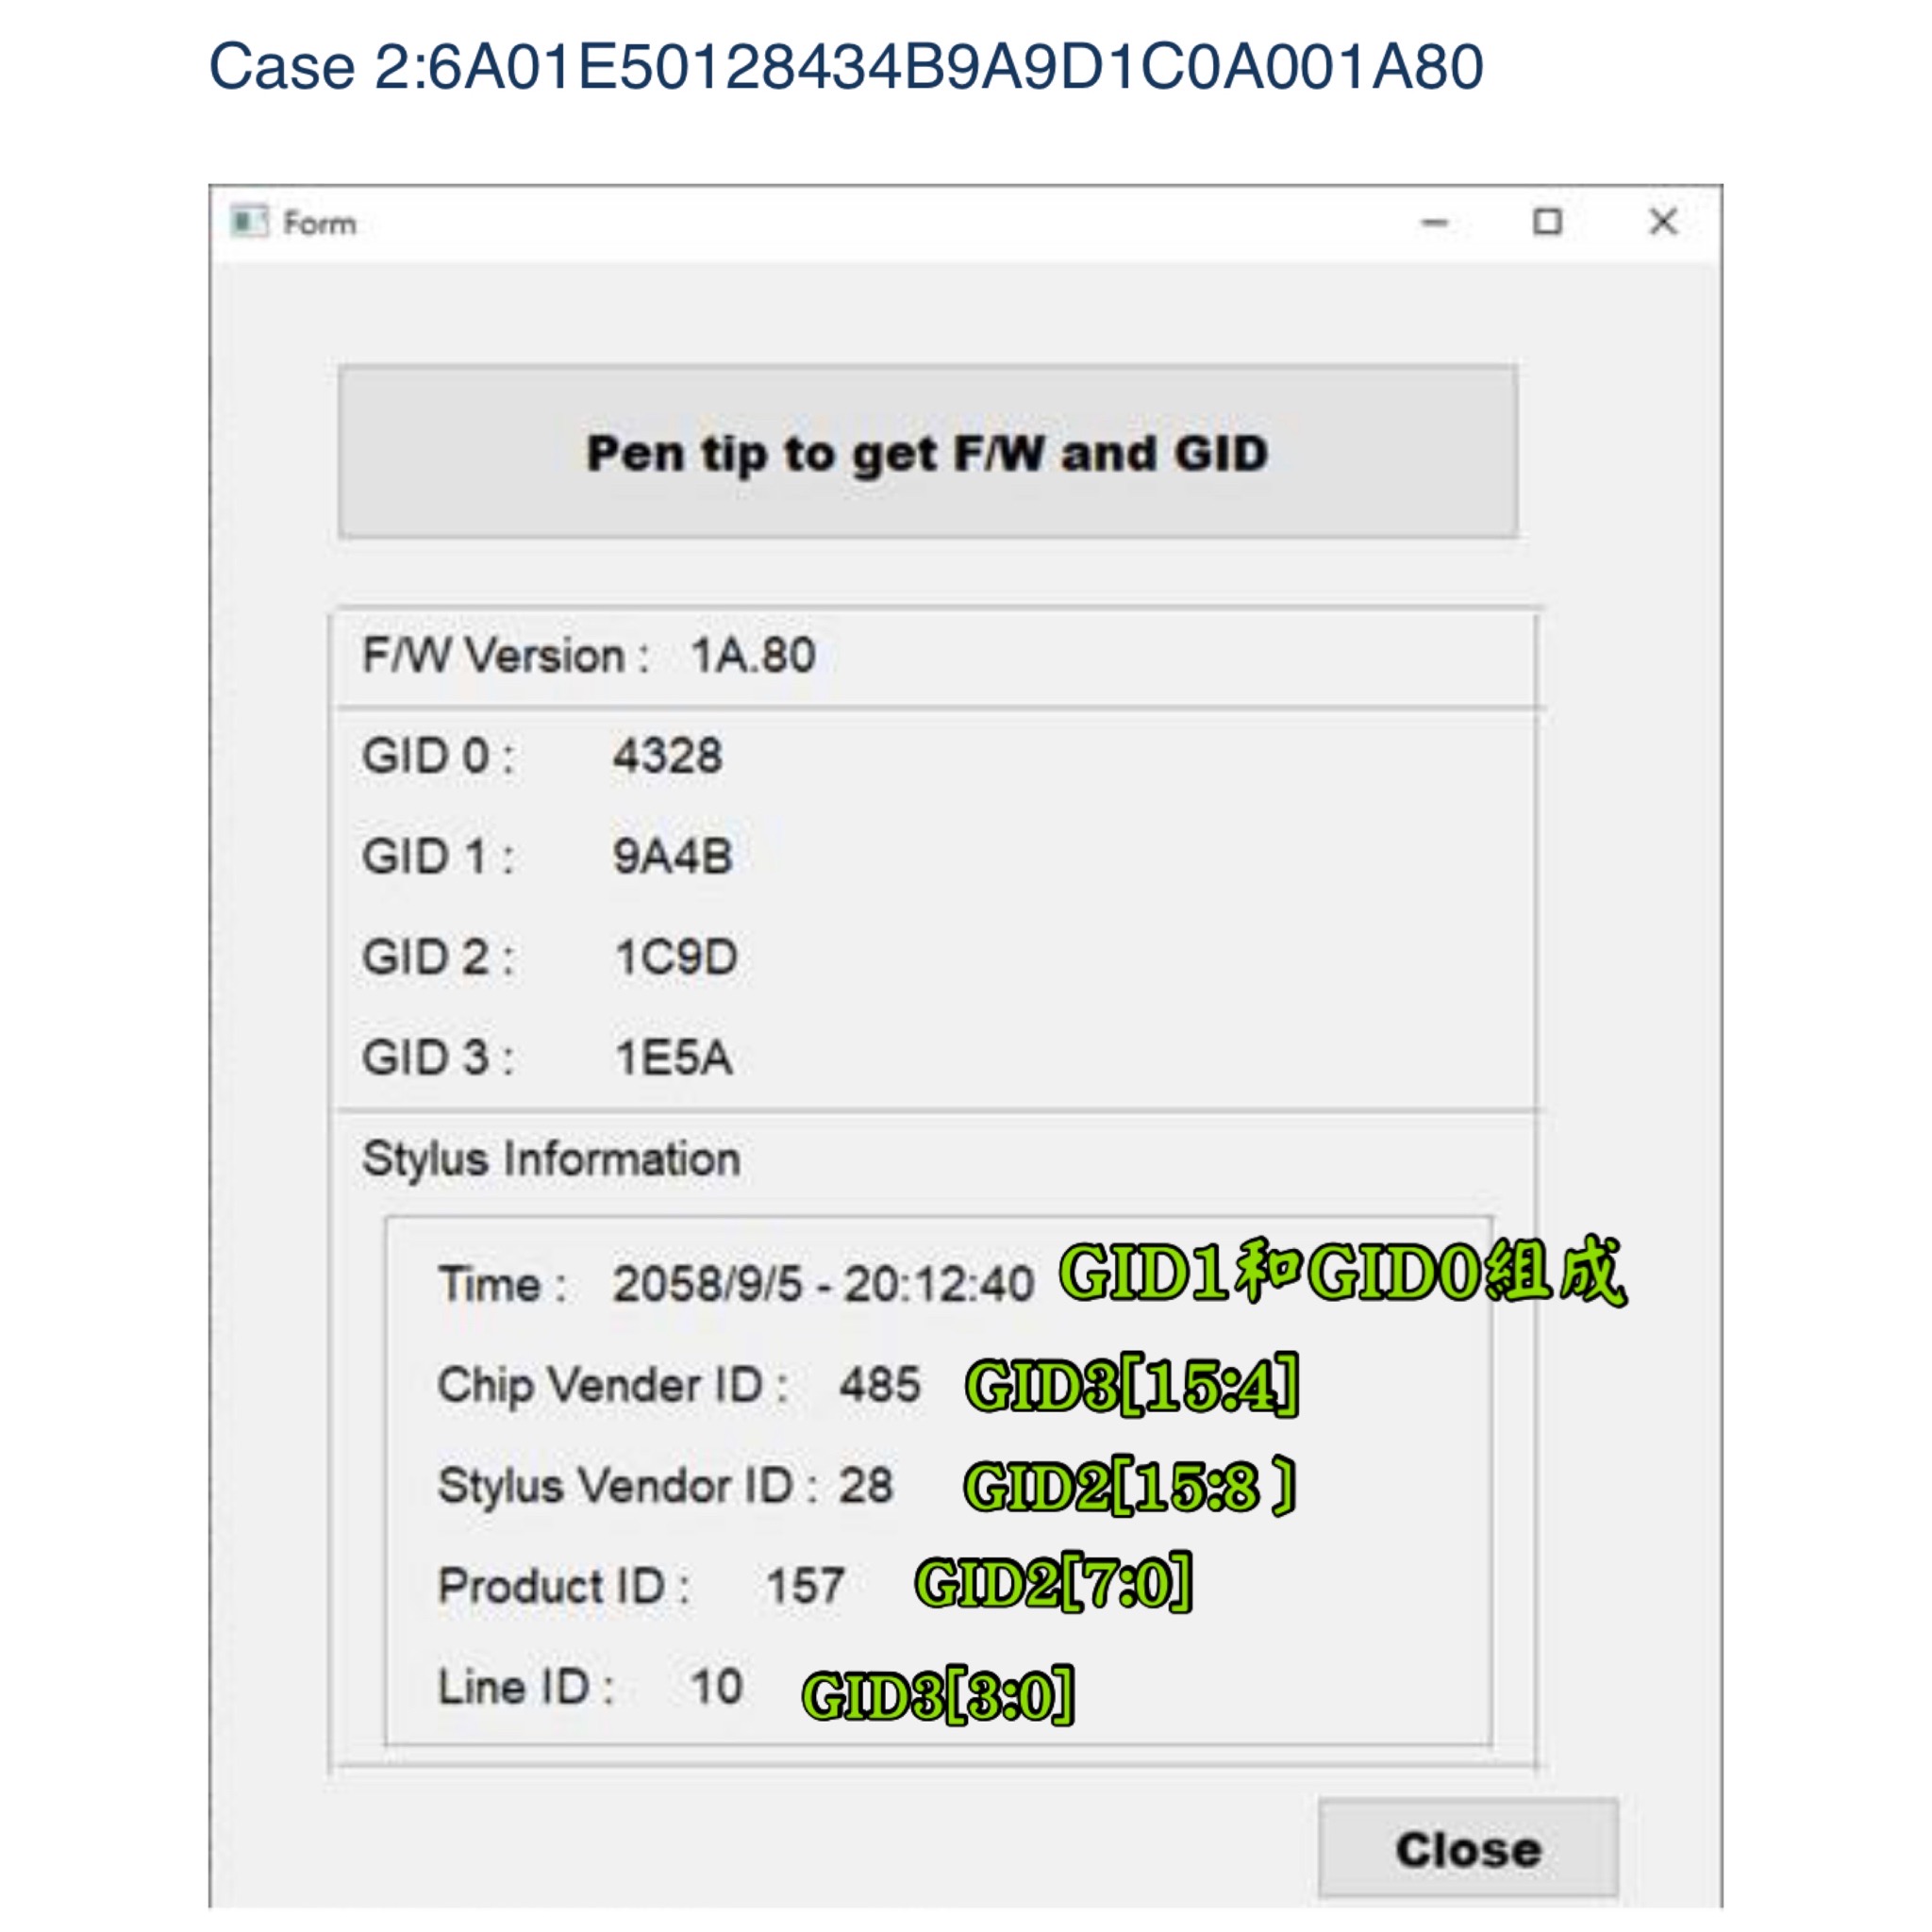 Case 2:6A01E50128434B9A9D1C0A001A80
Form
Pen tip to get F/W and GID
F/W Version : 1A.80
GID 0 : 4328
GID 1 : 9A4B
GID 2 : 1C9D
GID 3 : 1E5A
Stylus Information
Time : 2058/9/5 - 20:12:40 GID1和GID0組成
Chip Vender ID : 485 GID3[15:4]
Stylus Vendor ID : 28 GID2[15:8 〕
Product ID : 157 GID2[7:0]
Line ID : 10 GID3[3:0]
Close